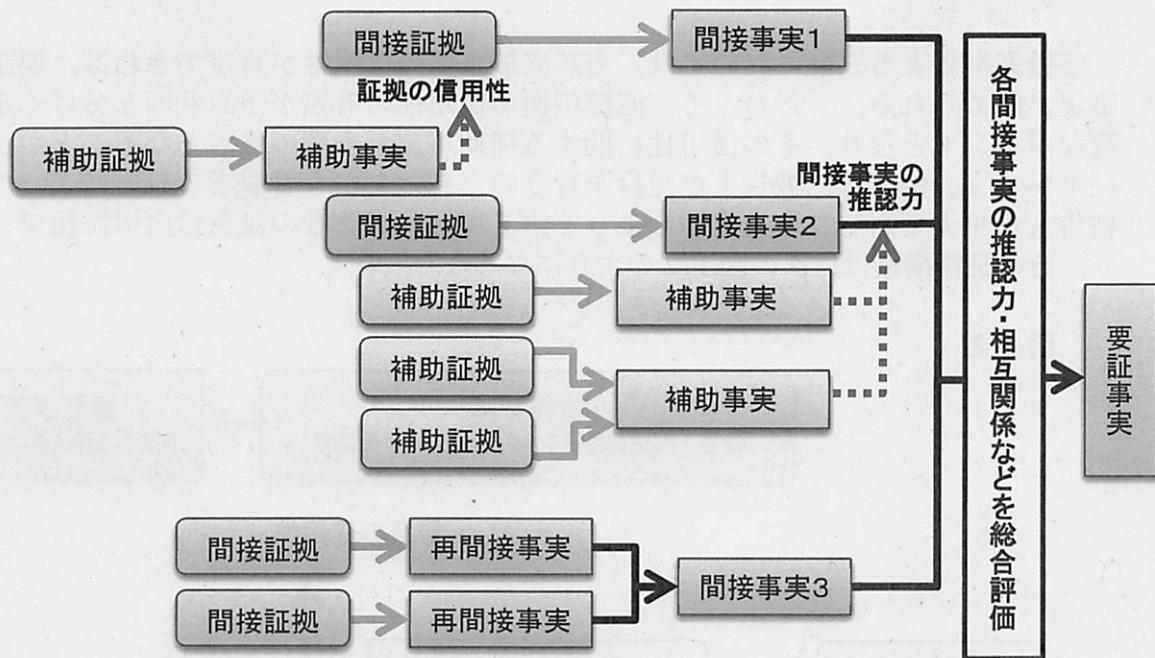 間接証拠
間接事実1
証拠の信用性
補助証拠
補助事実
間接事実の
推認力
間接証拠
間接事実2
補助証拠
補助事実
補助証拠
補助事実
補助証拠
間接証拠
再間接事実
間接事実3
間接証拠
再間接事実
各間接事実の推認力・相互関係などを総合評価
要証事実